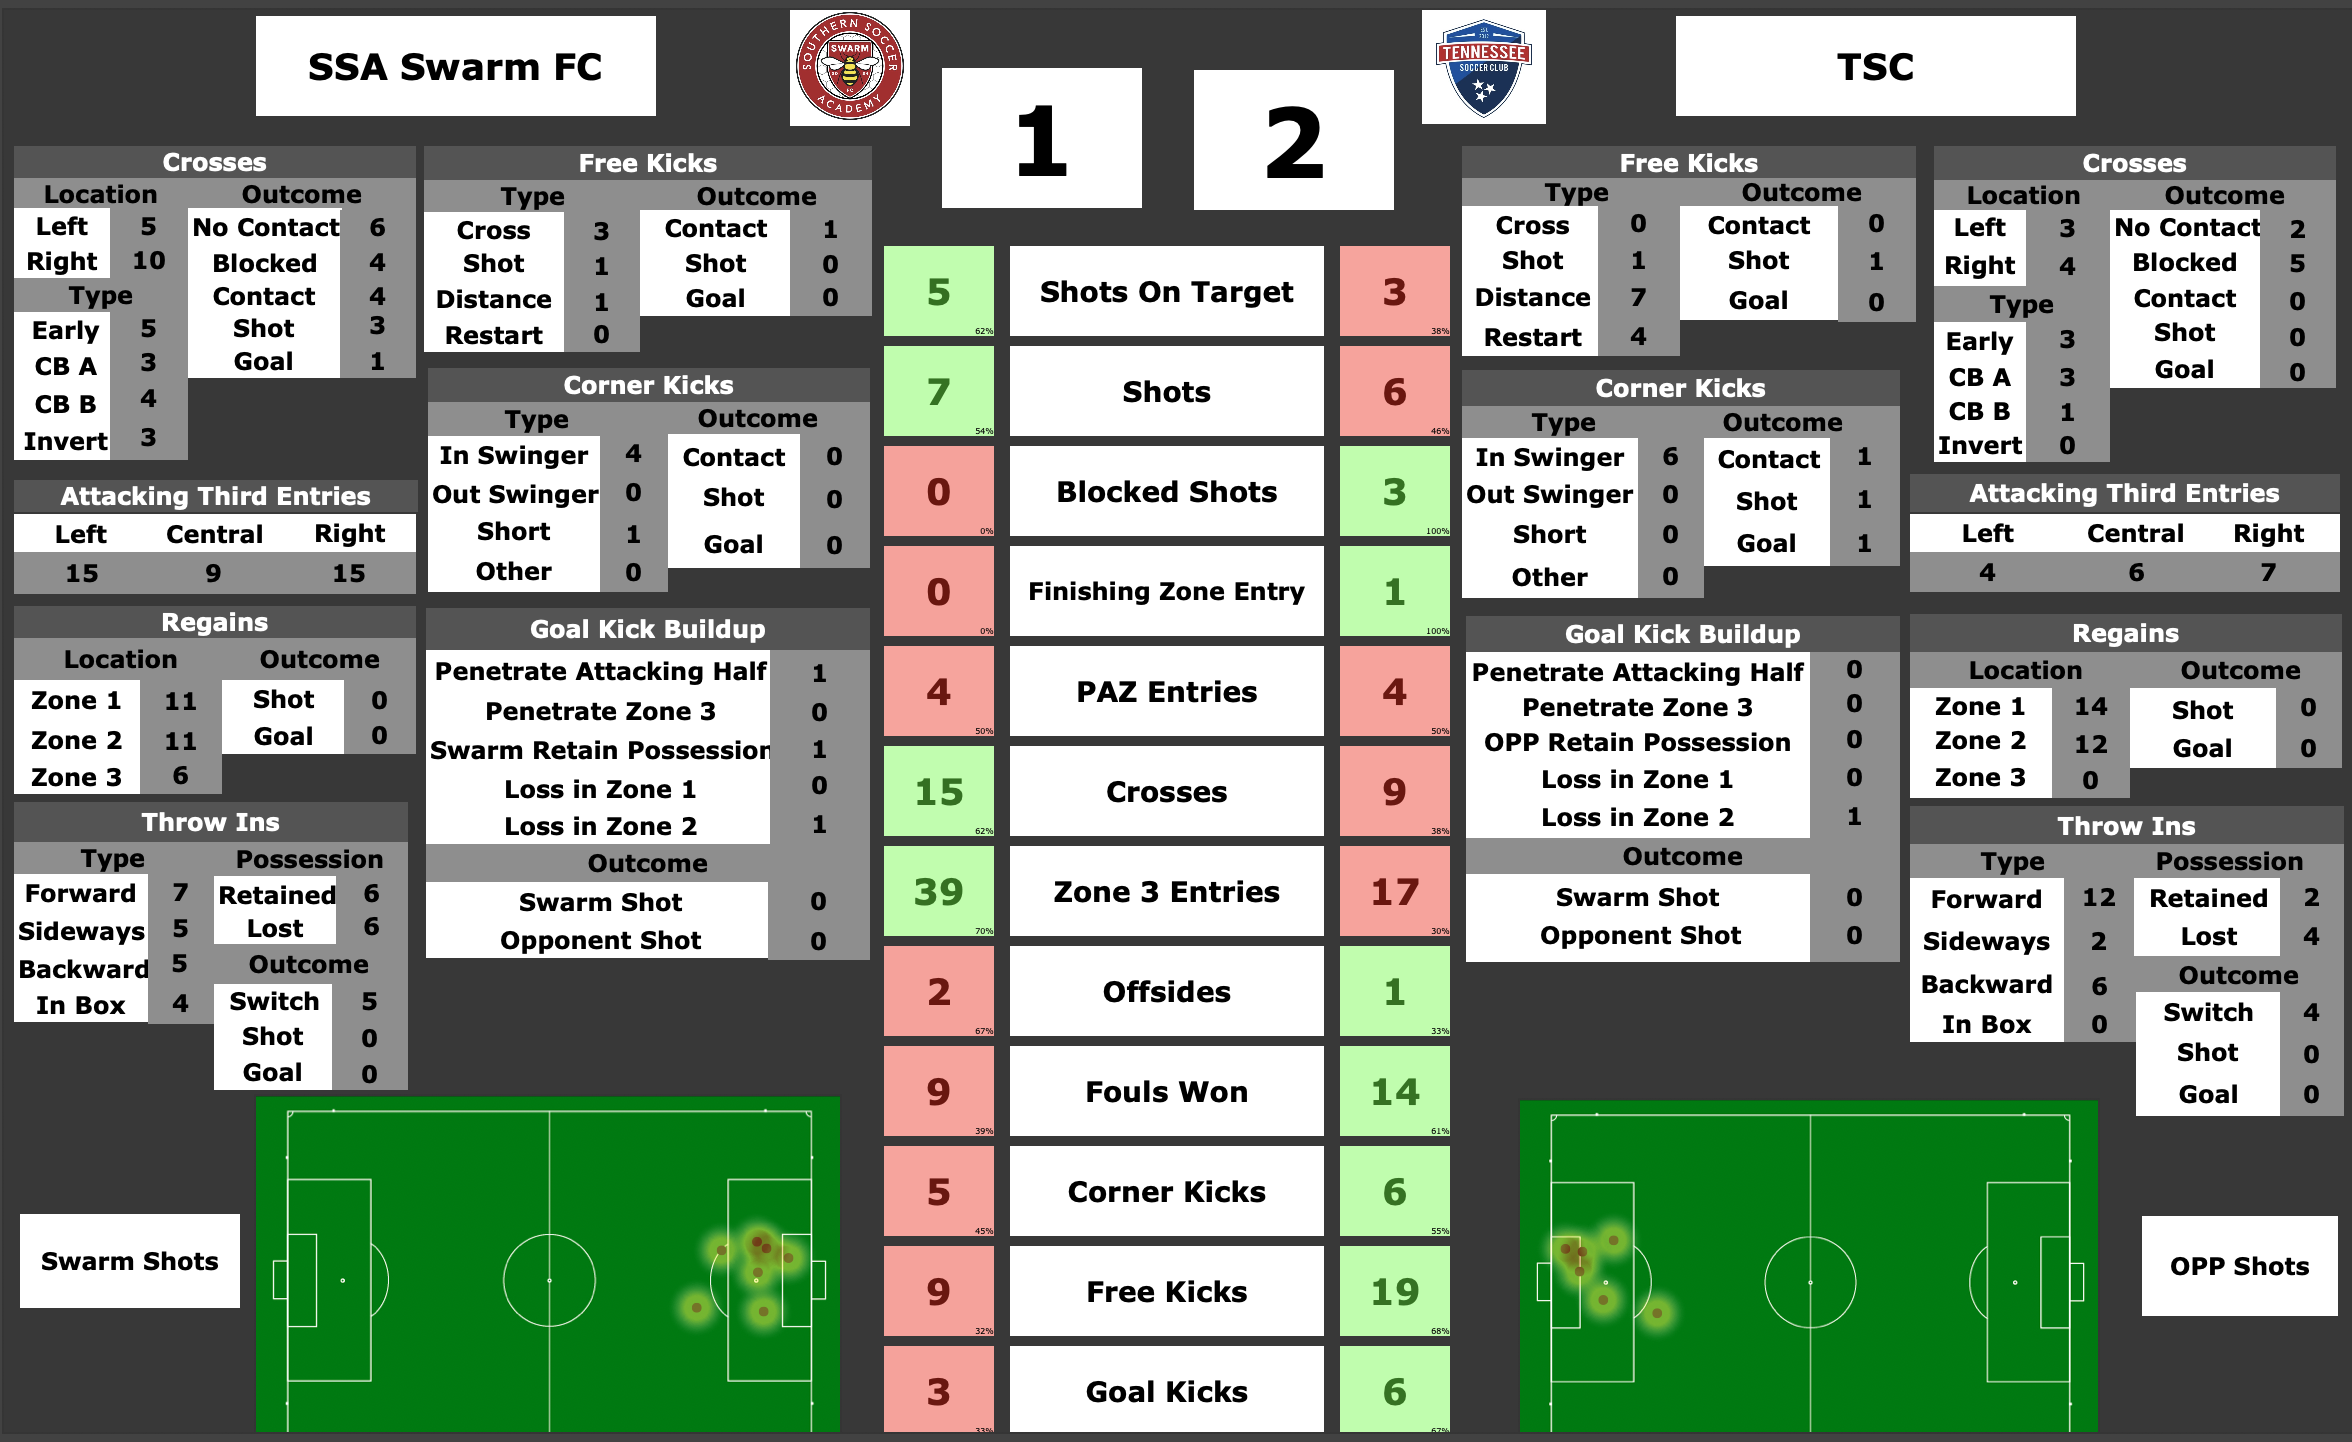 SSA Swarm FC
SOUTHERN SOCCER
SWARM
FC
ACADEMY
1
2
TENNESSEE
SOCCER CLUB
TSC
Crosses
Location Outcome
Left 5 No Contact 6
Right 10 Blocked 4
Type Contact 4
Early 5 Shot 3
CB A 3 Goal 1
CB B 4
Invert 3
Attacking Third Entries
Left Central Right
15 9 15
Regains
Location Outcome
Zone 1 11 Shot 0
Zone 2 11 Goal 0
Zone 3 6
Throw Ins
Type Possession
Forward 7 Retained 6
Sideways 5 Lost 6
Backward 5 Outcome
In Box 4 Switch 5
Shot 0
Goal 0
Free Kicks
Type Outcome
Cross 3 Contact 1
Shot 1 Shot 0
Distance 1 Goal 0
Restart 0
Corner Kicks
Type Outcome
In Swinger 4 Contact 0
Out Swinger 0 Shot 0
Short 1 Goal 0
Other 0
Goal Kick Buildup
Penetrate Attacking Half 1
Penetrate Zone 3 0
Swarm Retain Possession 1
Loss in Zone 1 0
Loss in Zone 2 1
Outcome
Swarm Shot 0
Opponent Shot 0
Swarm Shots
5 62% Shots On Target 3 38%
7 54% Shots 6 46%
0 0% Blocked Shots 3 100%
0 0% Finishing Zone Entry 1 100%
4 50% PAZ Entries 4 50%
15 62% Crosses 9 38%
39 70% Zone 3 Entries 17 30%
2 67% Offsides 1 33%
9 39% Fouls Won 14 61%
5 45% Corner Kicks 6 55%
9 32% Free Kicks 19 68%
3 33% Goal Kicks 6 67%
Free Kicks
Type Outcome
Cross 0 Contact 0
Shot 1 Shot 1
Distance 7 Goal 0
Restart 4
Corner Kicks
Type Outcome
In Swinger 6 Contact 1
Out Swinger 0 Shot 1
Short 0 Goal 1
Other 0
Goal Kick Buildup
Penetrate Attacking Half 0
Penetrate Zone 3 0
OPP Retain Possession 0
Loss in Zone 1 0
Loss in Zone 2 1
Outcome
Swarm Shot 0
Opponent Shot 0
Crosses
Location Outcome
Left 3 No Contact 2
Right 4 Blocked 5
Type Contact 0
Early 3 Shot 0
CB A 3 Goal 0
CB B 1
Invert 0
Attacking Third Entries
Left Central Right
4 6 7
Regains
Location Outcome
Zone 1 14 Shot 0
Zone 2 12 Goal 0
Zone 3 0
Throw Ins
Type Possession
Forward 12 Retained 2
Sideways 2 Lost 4
Backward 6 Outcome
In Box 0 Switch 4
Shot 0
Goal 0
OPP Shots